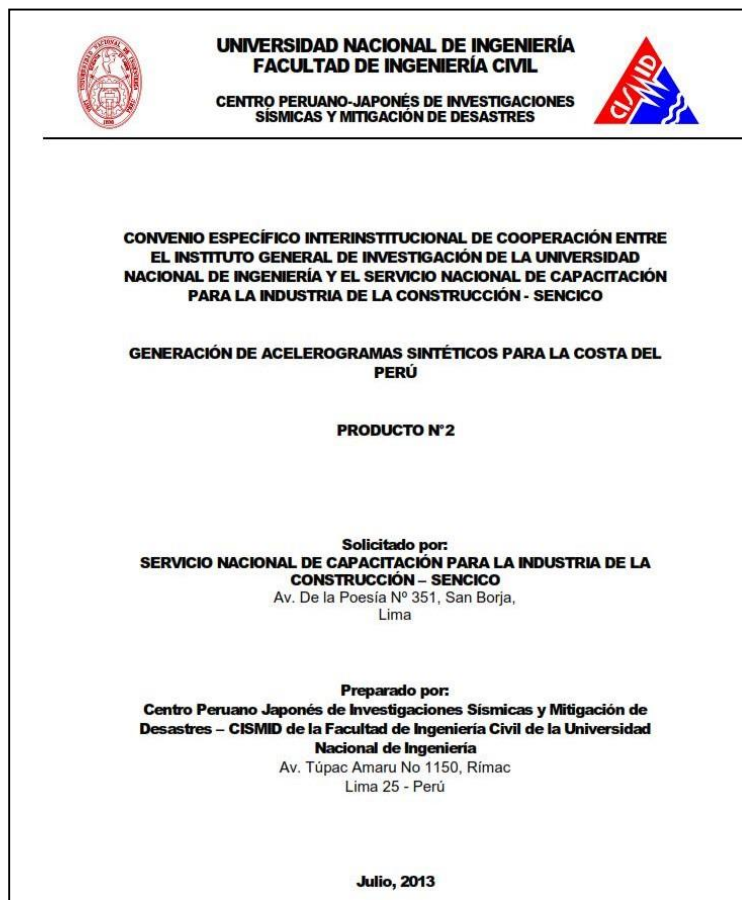 UNIVERSIDAD NACIONAL DE INGENIERÍA
FACULTAD DE INGENIERÍA CIVIL
CENTRO PERUANO-JAPONÉS DE INVESTIGACIONES
SÍSMICAS Y MITIGACIÓN DE DESASTRES
CISMID
CONVENIO ESPECÍFICO INTERINSTITUCIONAL DE COOPERACIÓN ENTRE
EL INSTITUTO GENERAL DE INVESTIGACIÓN DE LA UNIVERSIDAD
NACIONAL DE INGENIERÍA Y EL SERVICIO NACIONAL DE CAPACITACIÓN
PARA LA INDUSTRIA DE LA CONSTRUCCIÓN - SENCICO
GENERACIÓN DE ACELEROGRAMAS SINTÉTICOS PARA LA COSTA DEL
PERÚ
PRODUCTO N°2
Solicitado por:
SERVICIO NACIONAL DE CAPACITACIÓN PARA LA INDUSTRIA DE LA
CONSTRUCCIÓN – SENCICO
Av. De la Poesía Nº 351, San Borja,
Lima
Preparado por:
Centro Peruano Japonés de Investigaciones Sísmicas y Mitigación de
Desastres – CISMID de la Facultad de Ingeniería Civil de la Universidad
Nacional de Ingeniería
Av. Túpac Amaru No 1150, Rímac
Lima 25 - Perú
Julio, 2013